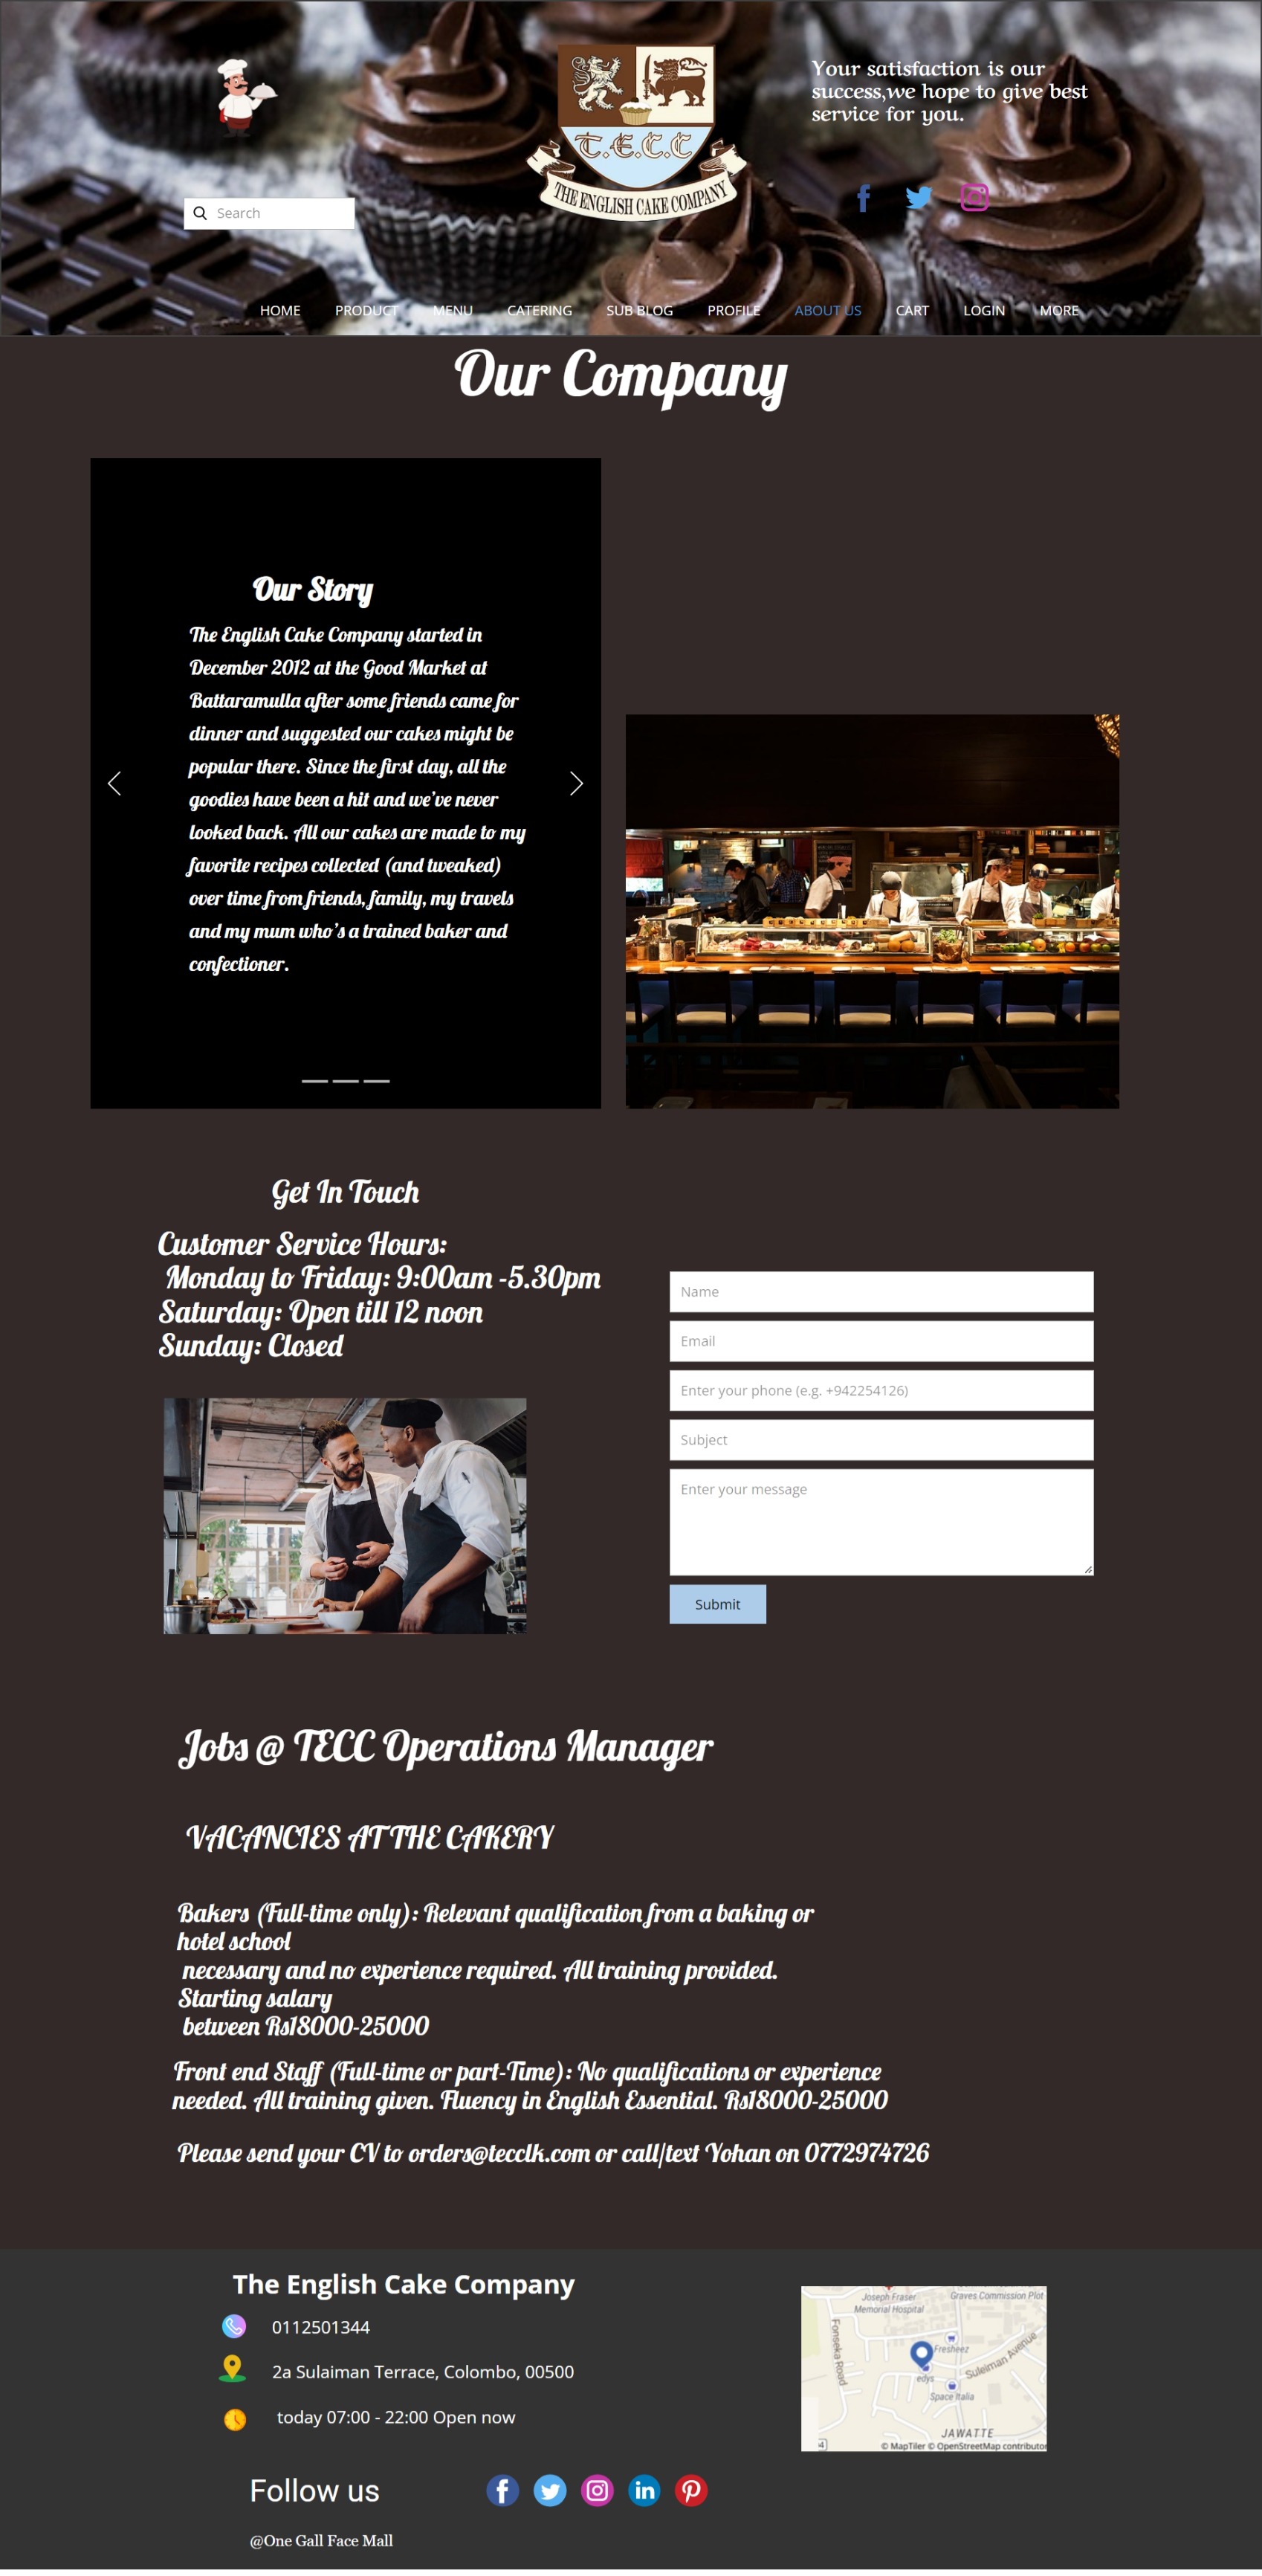 Your satisfaction is our
success,we hope to give best
service for you.
T.E.C.C
THE ENGLISH CAKE COMPANY
Search
HOME PRODUCT MENU CATERING SUB BLOG PROFILE ABOUT US CART LOGIN MORE
Our Company
Our Story
The English Cake Company started in
December 2012 at the Good Market at
Battaramulla after some friends came for
dinner and suggested our cakes might be
popular there. Since the first day, all the
goodies have been a hit and we've never
looked back. All our cakes are made to my
favorite recipes collected (and tweaked)
over time from friends, family, my travels
and my mum who's a trained baker and
confectioner.
Get In Touch
Customer Service Hours:
Monday to Friday: 9:00am -5.30pm
Saturday: Open till 12 noon
Sunday: Closed
Name
Email
Enter your phone (e.g. +942254126)
Subject
Enter your message
Submit
Jobs @ TECC Operations Manager
VACANCIES AT THE CAKERY
Bakers (Full-time only): Relevant qualification from a baking or
hotel school
necessary and no experience required. All training provided.
Starting salary
between Rs18000-25000
Front end Staff (Full-time or part-Time): No qualifications or experience
needed. All training given. Fluency in English Essential. Rs18000-25000
Please send your CV to orders@tecclk.com or call/text Yohan on 0772974726
The English Cake Company
0112501344
2a Sulaiman Terrace, Colombo, 00500
today 07:00 - 22:00 Open now
Joseph Fraser
Memorial Hospital
Graves Commission Plot
Fonseka Road
Fresheez
Suleiman Avenue
edys
Space Italia
JAWATTE
© MapTiler © OpenStreetMap contributor
Follow us
@One Gall Face Mall